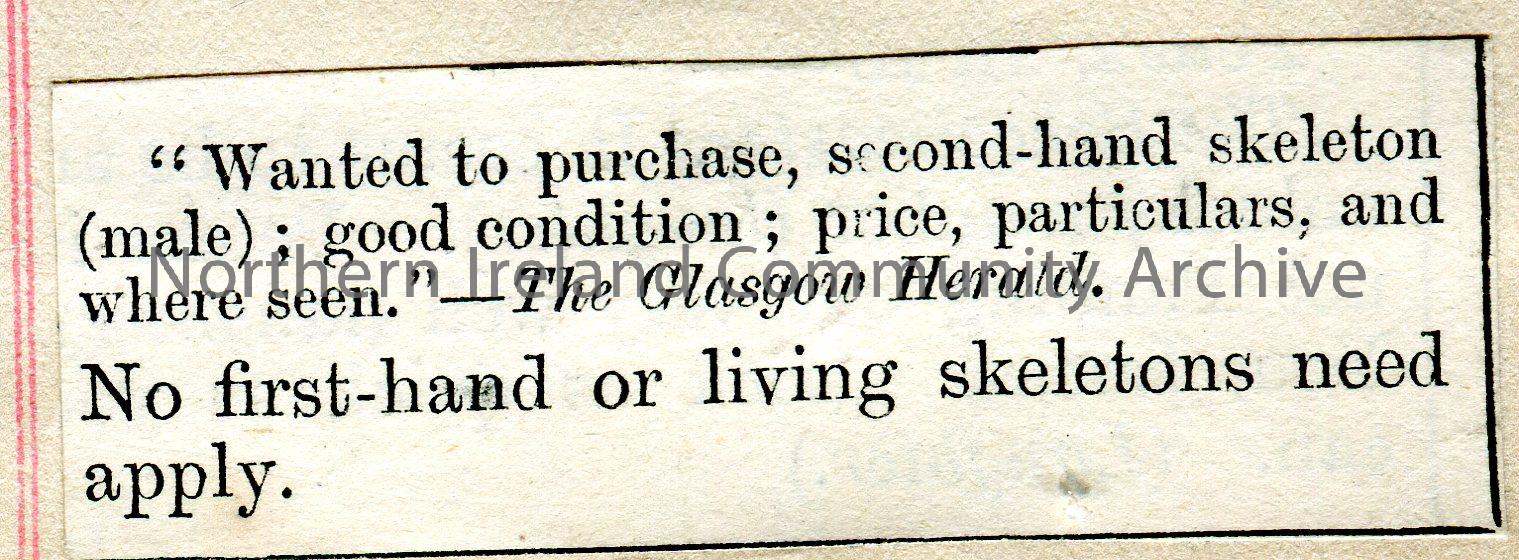 “Wanted to purchase, second-hand skeleton
(male); good condition; price, particulars, and
where seen.”—The Glasgow Herald.
Northern Ireland Community Archive
No first-hand or living skeletons need
apply.